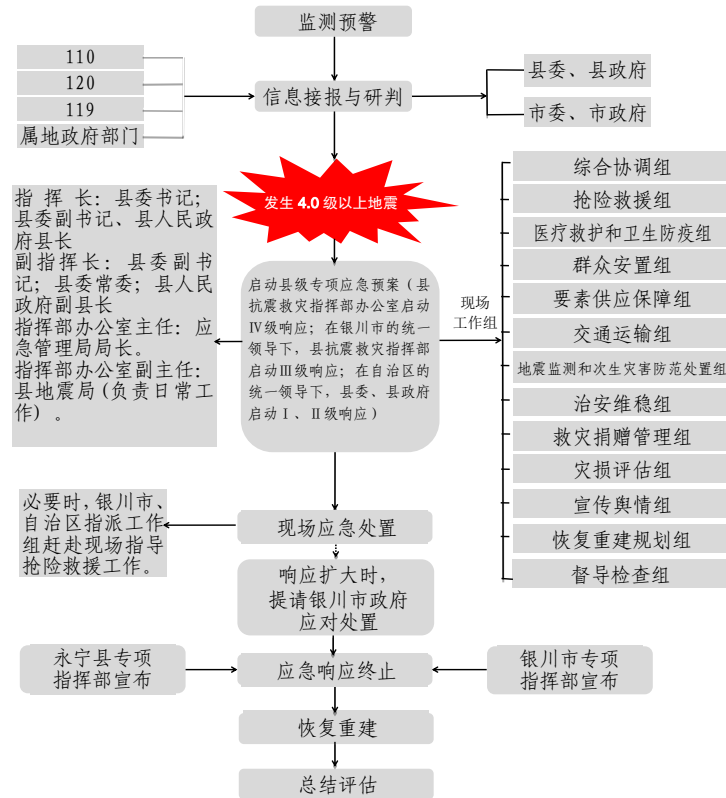 监测预警
110
120
119
属地政府部门
信息接报与研判
县委、县政府
市委、市政府
发生 4.0 级以上地震
指 挥 长：县委书记；
县委副书记、县人民政
府县长
副指挥长：县委副书
记；县委常委；县人民
政府副县长
指挥部办公室主任：应
急管理局局长。
指挥部办公室副主任：
县地震局（负责日常工
作）。
启动县级专项应急预案（县
抗震救灾指挥部办公室启动
Ⅳ级响应；在银川市的统一
领导下，县抗震救灾指挥部
启动Ⅲ级响应；在自治区的
统一领导下，县委、县政府
启动Ⅰ、Ⅱ级响应）
现场
工作组
综合协调组
抢险救援组
医疗救护和卫生防疫组
群众安置组
要素供应保障组
交通运输组
地震监测和次生灾害防范处置组
治安维稳组
救灾捐赠管理组
灾损评估组
宣传舆情组
恢复重建规划组
督导检查组
必要时,银川市、
自治区指派工作
组赶赴现场指导
抢险救援工作。
现场应急处置
响应扩大时，
提请银川市政府
应对处置
永宁县专项
指挥部宣布
应急响应终止
银川市专项
指挥部宣布
恢复重建
总结评估